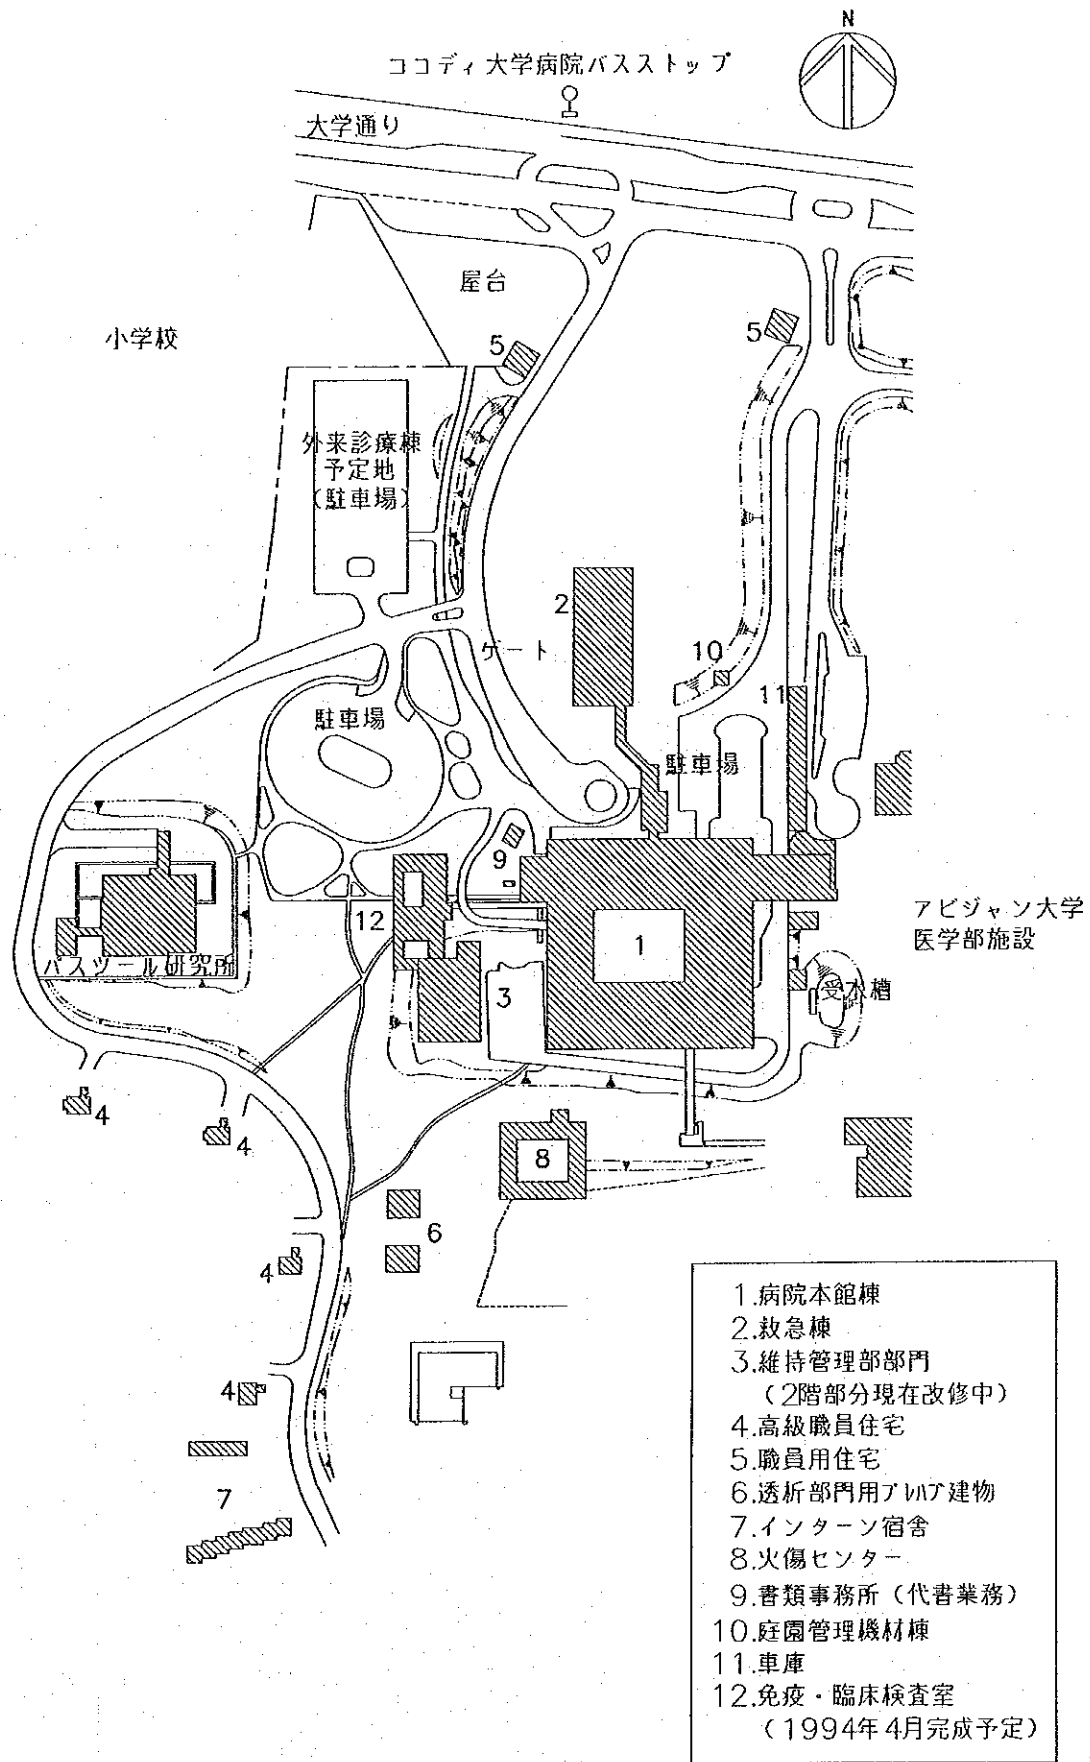 N
ココディ大学病院バスストップ
大学通り
屋台
小学校
5
5
外来診療棟
予定地
(駐車場)
2
ゲート
10
11
駐車場
駐車場
9
12
1
アビジャン大学
医学部施設
パスツール研究所
3
受水槽
4
4
8
6
4
4
7
1.病院本館棟
2.救急棟
3.維持管理部部門
(2階部分現在改修中)
4.高級職員住宅
5.職員用住宅
6.透析部門用プレハブ建物
7.インターン宿舎
8.火傷センター
9.書類事務所(代書業務)
10.庭園管理機材棟
11.車庫
12.免疫・臨床検査室
(1994年4月完成予定)